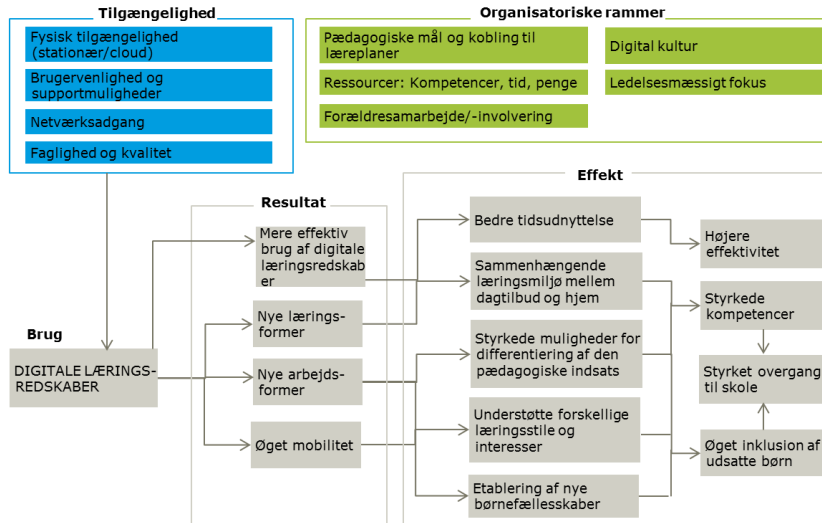 Tilgængelighed
Fysisk tilgængelighed
(stationær/cloud)
Brugervenlighed og
supportmuligheder
Netværksadgang
Faglighed og kvalitet
Organisatoriske rammer
Pædagogiske mål og kobling til
læreplaner
Ressourcer: Kompetencer, tid, penge
Forældresamarbejde/-involvering
Digital kultur
Ledelsesmæssigt fokus
Brug
DIGITALE LÆRINGS-
REDSKABER
Resultat
Mere effektiv
brug af digitale
læringsredskab
er
Nye lærings-
former
Nye arbejds-
former
Øget mobilitet
Effekt
Bedre tidsudnyttelse
Sammenhængende
læringsmiljø mellem
dagtilbud og hjem
Styrkede muligheder for
differentiering af den
pædagogiske indsats
Understøtte forskellige
læringsstile og
interesser
Etablering af nye
børnefællesskaber
Højere
effektivitet
Styrkede
kompetencer
Styrket overgang
til skole
Øget inklusion af
udsatte børn